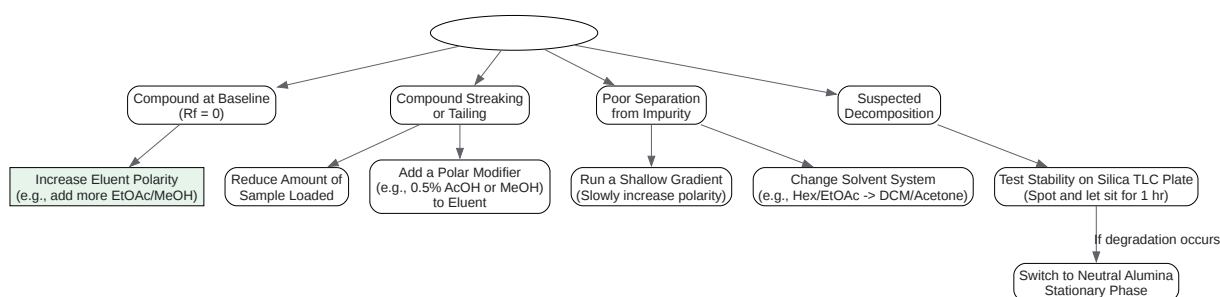 Compound at Baseline
(Rf = 0)
Compound Streaking
or Tailing
Poor Separation
from Impurity
Suspected
Decomposition
Increase Eluent Polarity
(e.g., add more EtOAc/MeOH)
Reduce Amount of
Sample Loaded
Add a Polar Modifier
(e.g., 0.5% AcOH or MeOH)
to Eluent
Run a Shallow Gradient
(Slowly increase polarity)
Change Solvent System
(e.g., Hex/EtOAc -> DCM/Acetone)
Test Stability on Silica TLC Plate
(Spot and let sit for 1 hr)
If degradation occurs
Switch to Neutral Alumina
Stationary Phase